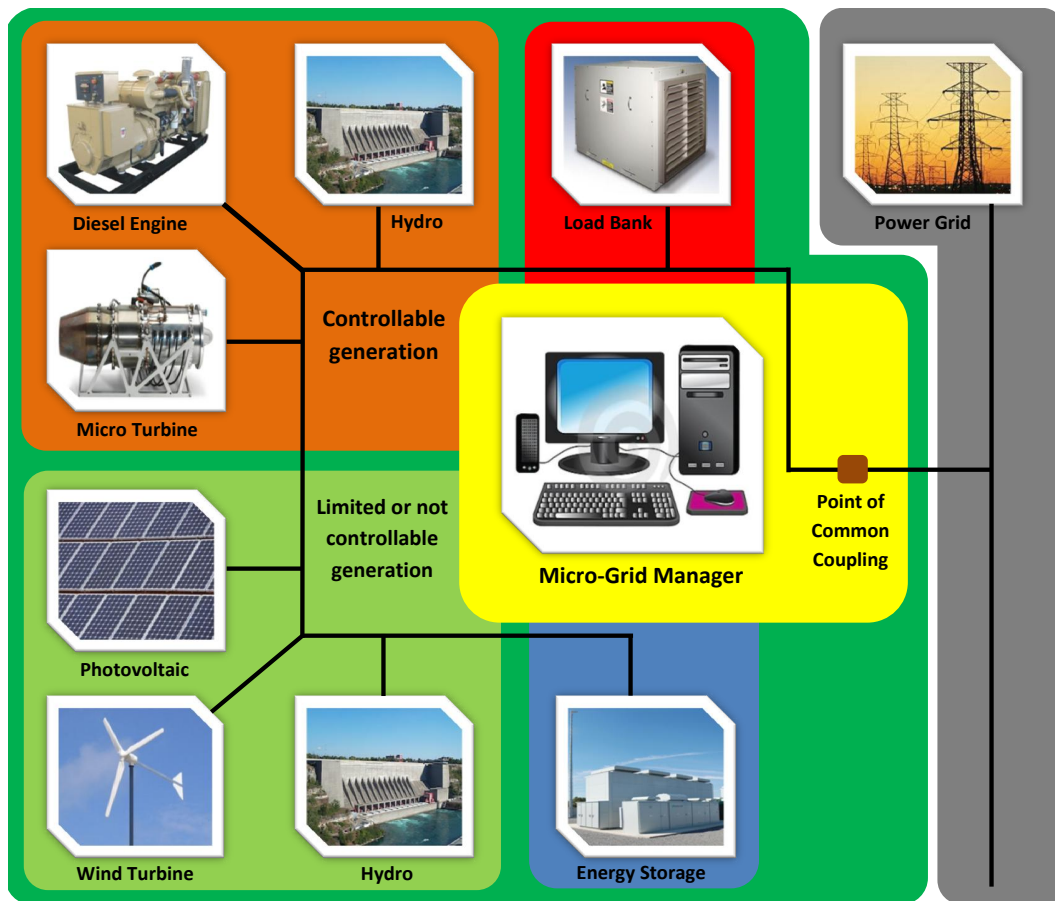 Diesel Engine
Hydro
Load Bank
Power Grid
Controllable
generation
Micro Turbine
Limited or not
controllable
generation
Micro-Grid Manager
Point of
Common
Coupling
Photovoltaic
Wind Turbine
Hydro
Energy Storage